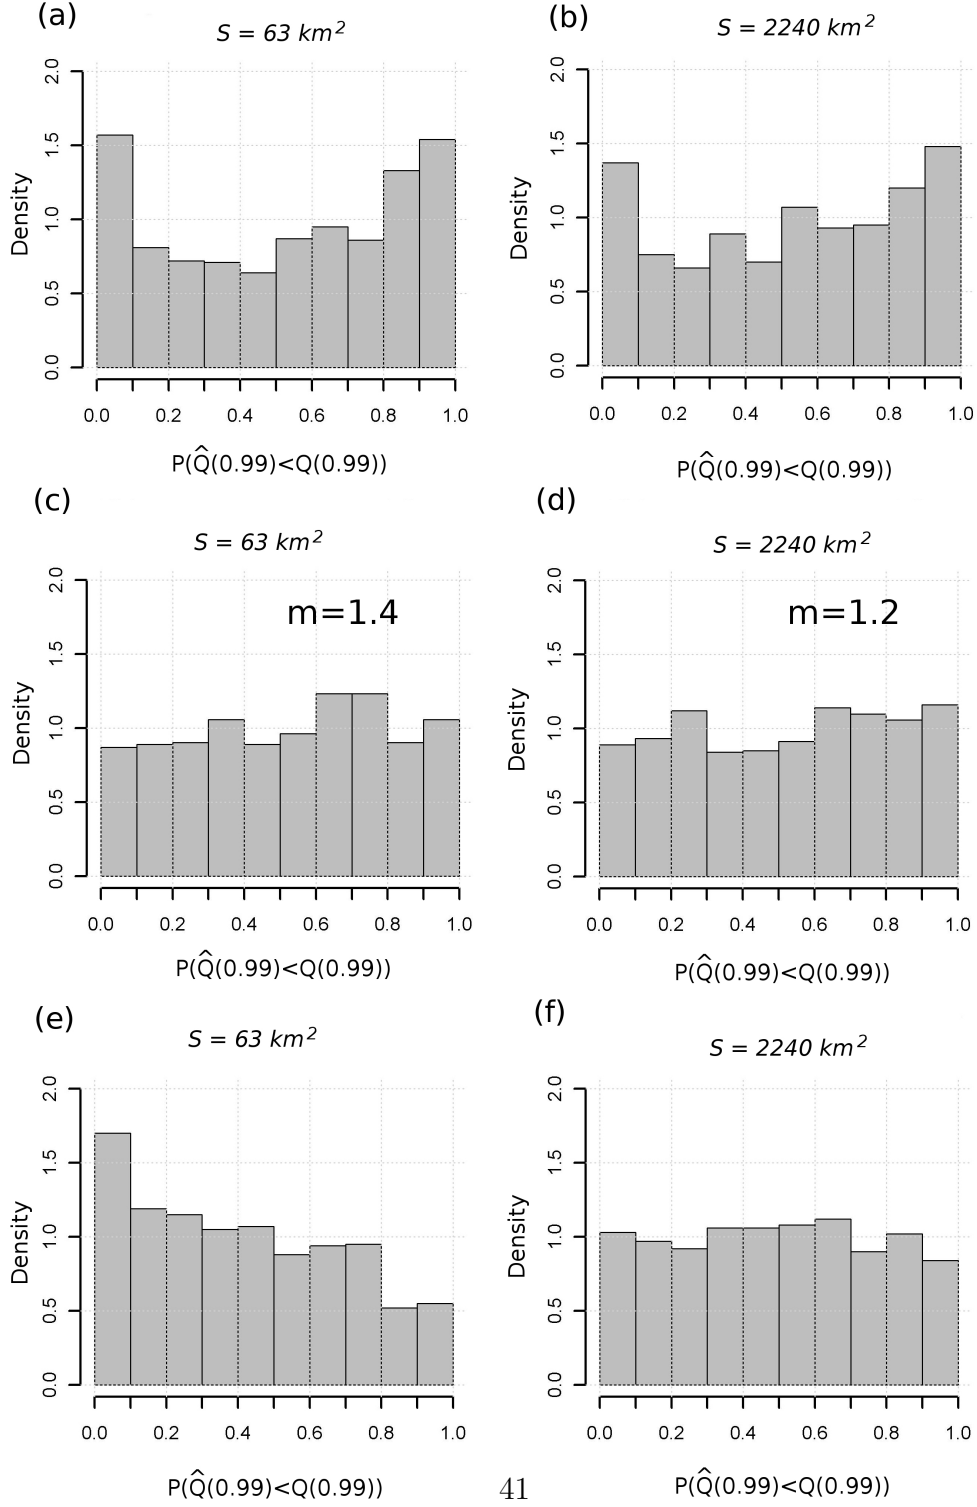 (a)
S = 63 km²
Density
0.0 0.5 1.0 1.5 2.0
0.0 0.2 0.4 0.6 0.8 1.0
P(Q̂(0.99)<Q(0.99))
(b)
S = 2240 km²
Density
0.0 0.5 1.0 1.5 2.0
0.0 0.2 0.4 0.6 0.8 1.0
P(Q̂(0.99)<Q(0.99))
(c)
S = 63 km²
m=1.4
Density
0.0 0.5 1.0 1.5 2.0
0.0 0.2 0.4 0.6 0.8 1.0
P(Q̂(0.99)<Q(0.99))
(d)
S = 2240 km²
m=1.2
Density
0.0 0.5 1.0 1.5 2.0
0.0 0.2 0.4 0.6 0.8 1.0
P(Q̂(0.99)<Q(0.99))
(e)
S = 63 km²
Density
0.0 0.5 1.0 1.5 2.0
0.0 0.2 0.4 0.6 0.8 1.0
P(Q̂(0.99)<Q(0.99))
(f)
S = 2240 km²
Density
0.0 0.5 1.0 1.5 2.0
0.0 0.2 0.4 0.6 0.8 1.0
P(Q̂(0.99)<Q(0.99))
41